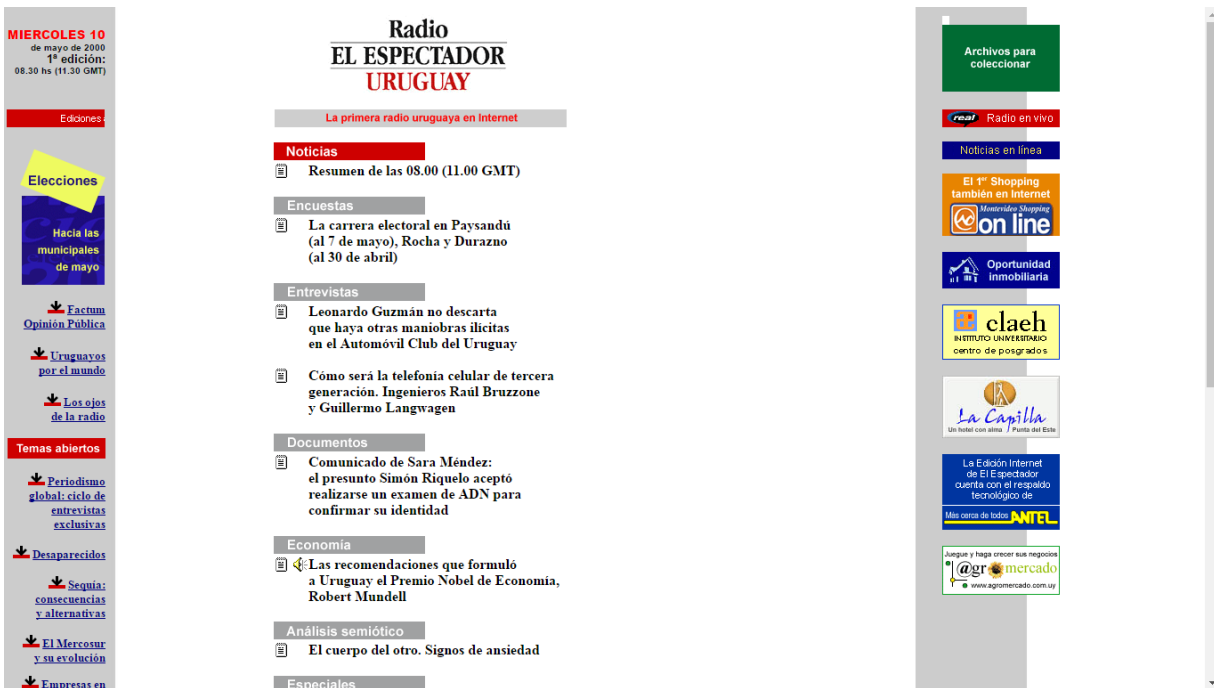 MIERCOLES 10
de mayo de 2000
1ª edición:
08.30 hs (11.30 GMT)
Ediciones
Elecciones
Hacia las
municipales
de mayo
Factum
Opinión Pública
Uruguayos
por el mundo
Los ojos
de la radio
Temas abiertos
Periodismo
global: ciclo de
entrevistas
exclusivas
Desaparecidos
Sequía:
consecuencias
y alternativas
El Mercosur
y su evolución
Empresas en
Radio
EL ESPECTADOR
URUGUAY
La primera radio uruguaya en Internet
Noticias
Resumen de las 08.00 (11.00 GMT)
Encuestas
La carrera electoral en Paysandú
(al 7 de mayo), Rocha y Durazno
(al 30 de abril)
Entrevistas
Leonardo Guzmán no descarta
que haya otras maniobras ilícitas
en el Automóvil Club del Uruguay
Cómo será la telefonía celular de tercera
generación. Ingenieros Raúl Bruzzone
y Guillermo Langwagen
Documentos
Comunicado de Sara Méndez:
el presunto Simón Riquelo aceptó
realizarse un examen de ADN para
confirmar su identidad
Economía
Las recomendaciones que formuló
a Uruguay el Premio Nobel de Economía,
Robert Mundell
Análisis semiótico
El cuerpo del otro. Signos de ansiedad
Especiales
Archivos para
coleccionar
real Radio en vivo
Noticias en línea
El 1er Shopping
también en Internet
Montevideo Shopping
on line
Oportunidad
inmobiliaria
claeh
INSTITUTO UNIVERSITARIO
centro de posgrados
La Capilla
Un hotel con alma / Punta del Este
La Edición Internet
de El Espectador
cuenta con el respaldo
tecnológico de
Más cerca de todos ANTEL
Juegue y haga crecer sus negocios
@gromercado
www.agromercado.com.uy